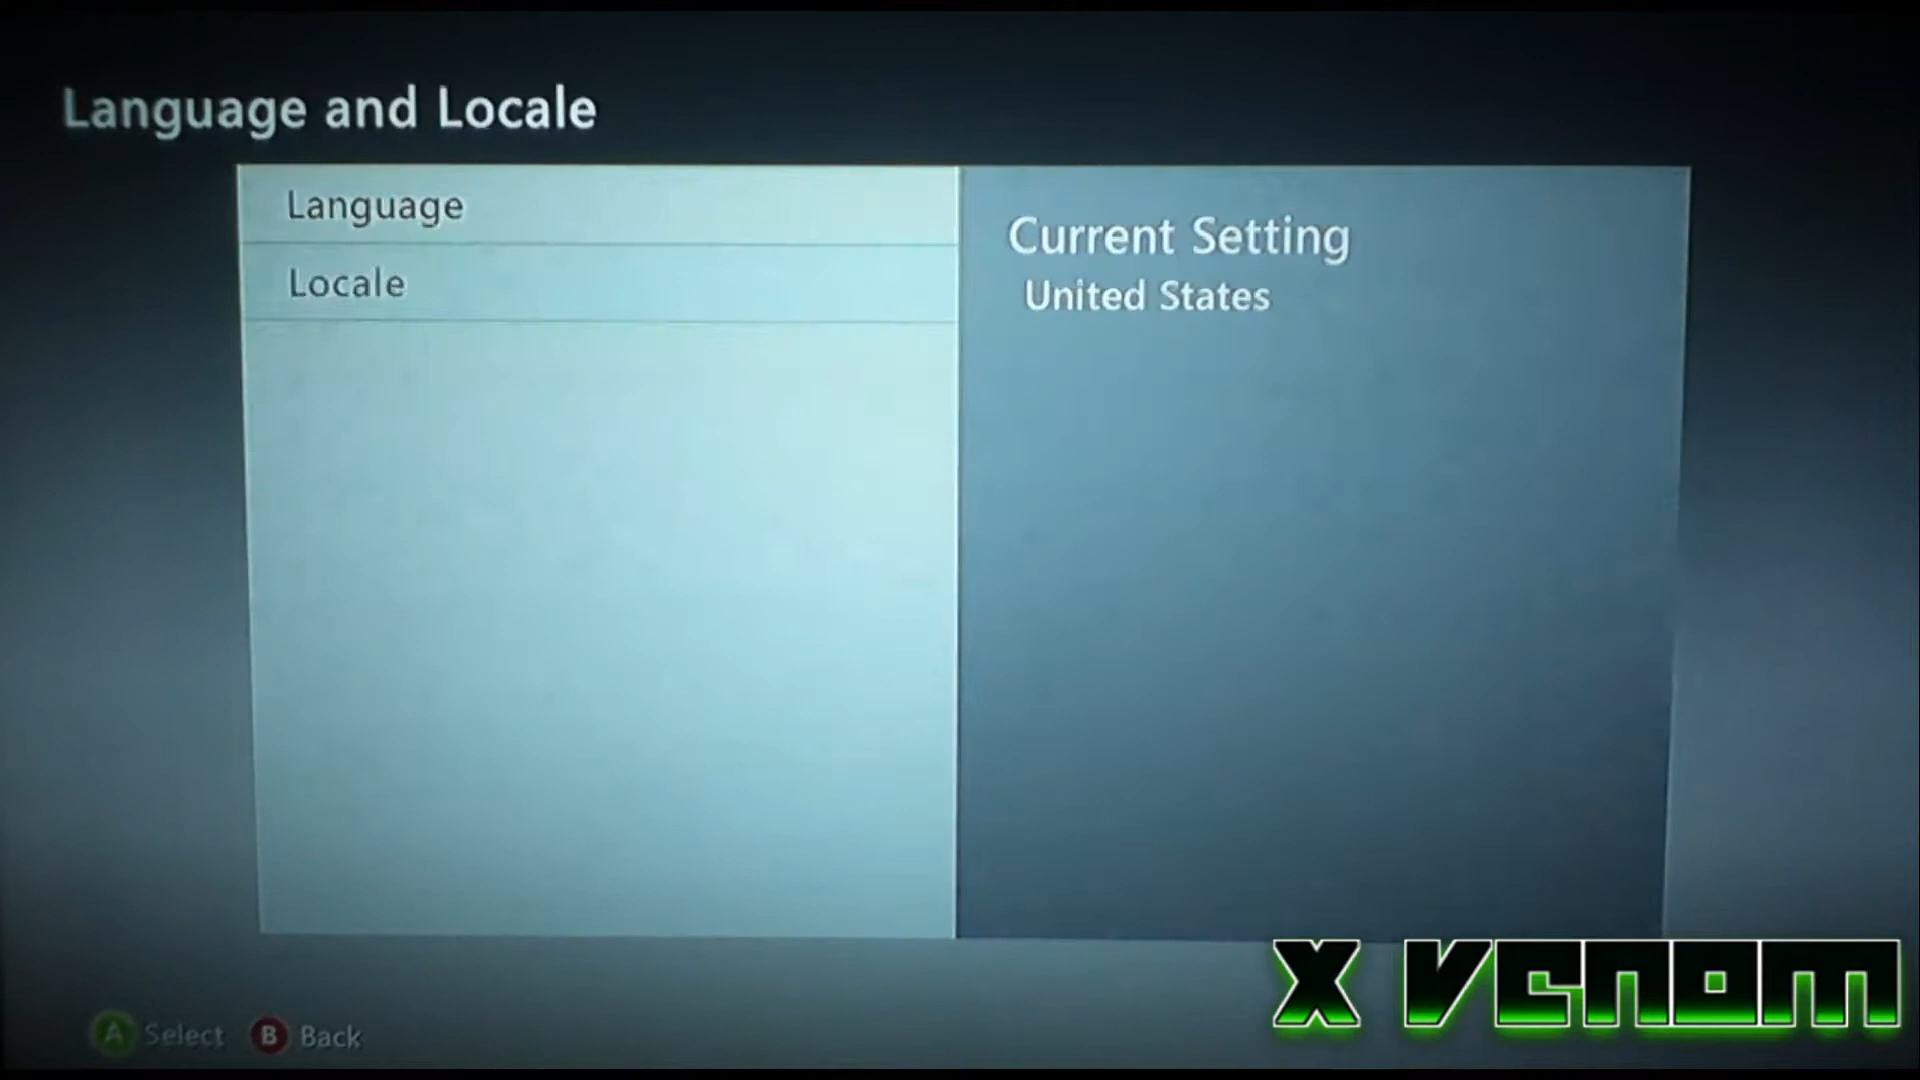 Language and Locale
Language
Locale
Current Setting
United States
A Select B Back
X VENOM